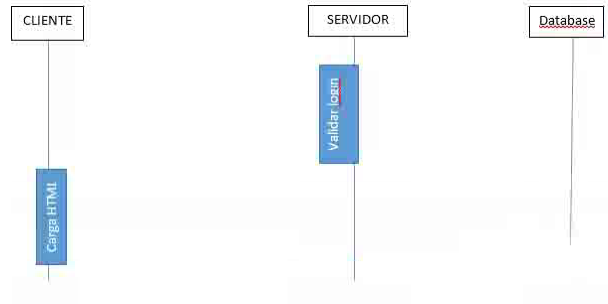 CLIENTE
SERVIDOR
Database
Validar login
Carga HTML